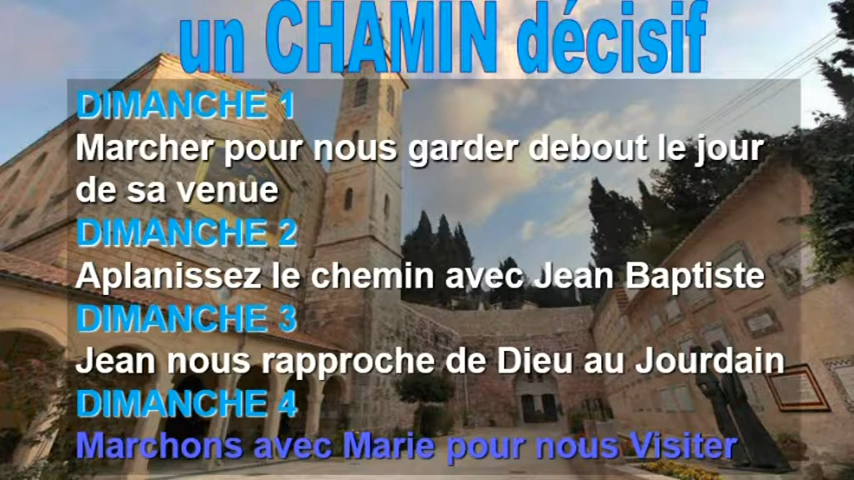 un CHAMIN décisif
DIMANCHE 1
Marcher pour nous garder debout le jour
de sa venue
DIMANCHE 2
Aplanissez le chemin avec Jean Baptiste
DIMANCHE 3
Jean nous rapproche de Dieu au Jourdain
DIMANCHE 4
Marchons avec Marie pour nous Visiter